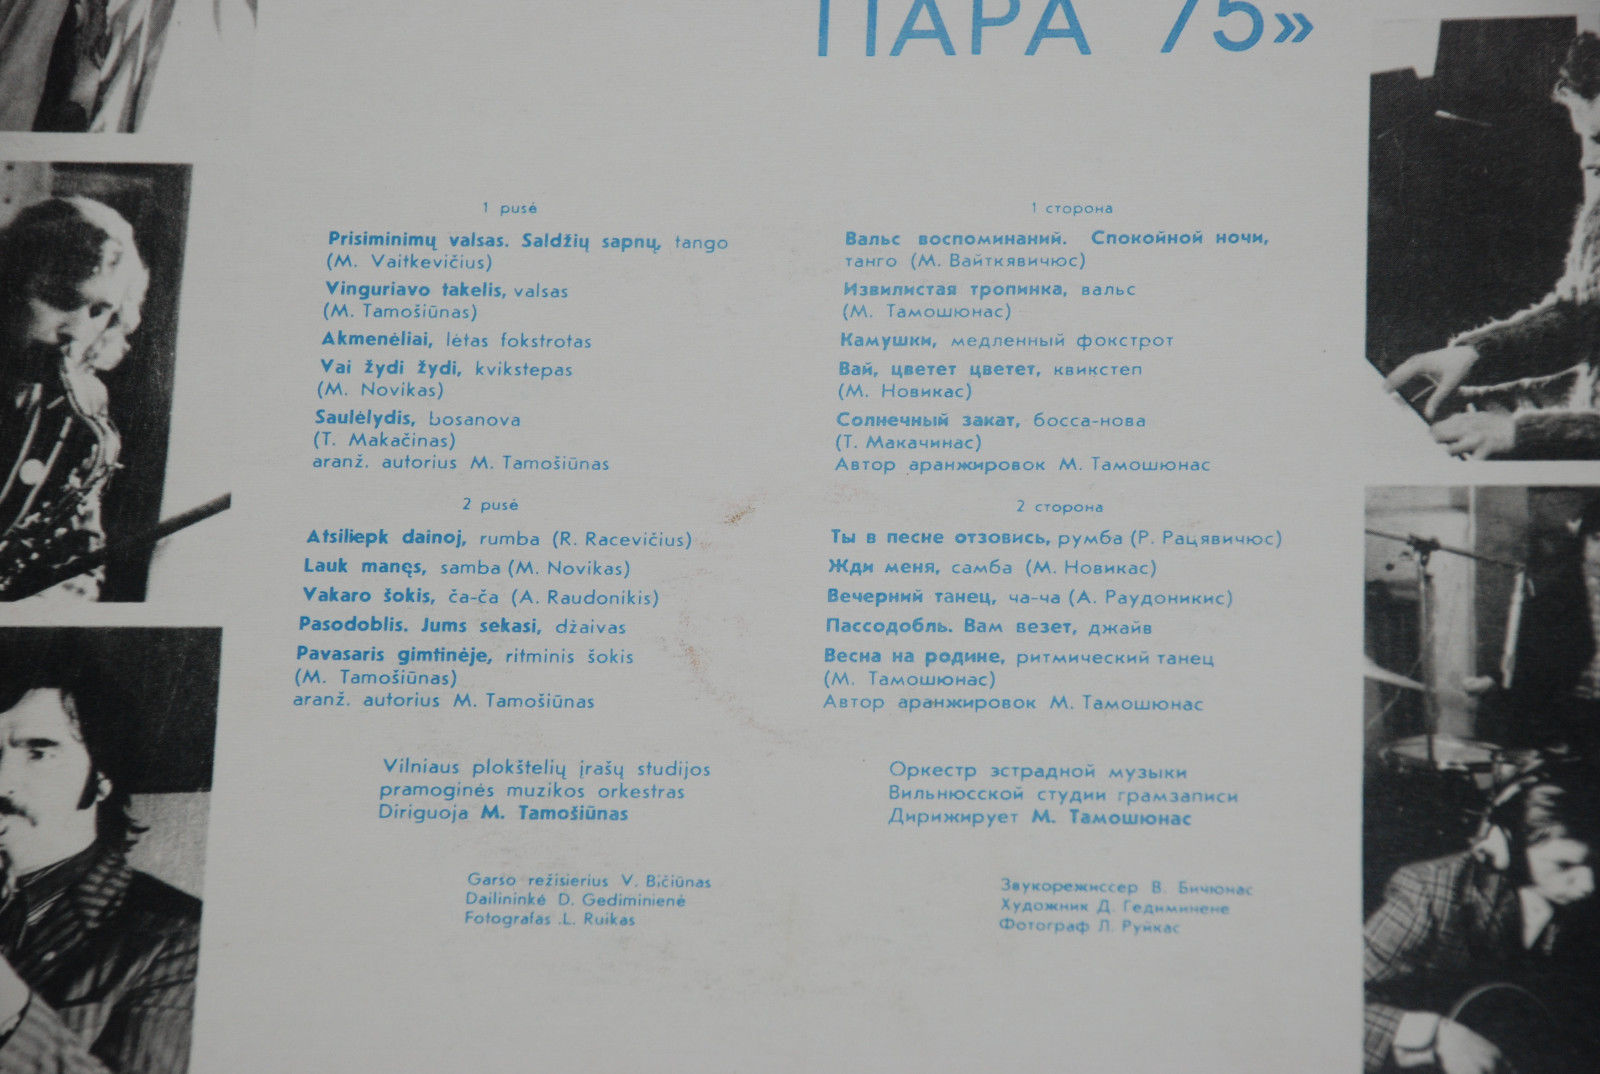 ПАРА 75»
1 pusė
Prisiminimų valsas. Saldžių sapnų, tango
(M. Vaitkevičius)
Vinguriavo takelis, valsas
(M. Tamošiūnas)
Akmenėliai, lėtas fokstrotas
Vai žydi žydi, kvikstepas
(M. Novikas)
Saulėlydis, bosanova
(T. Makačinas)
aranž. autorius M. Tamošiūnas
2 pusė
Atsiliepk dainoj, rumba (R. Racevičius)
Lauk manęs, samba (M. Novikas)
Vakaro šokis, ča-ča (A. Raudonikis)
Pasodoblis. Jums sekasi, džaivas
Pavasaris gimtinėje, ritminis šokis
(M. Tamošiūnas)
aranž. autorius M. Tamošiūnas
Vilniaus plokštelių įrašų studijos
pramoginės muzikos orkestras
Diriguoja M. Tamošiūnas
Garso režisierius V. Bičiūnas
Dailininkė D. Gediminienė
Fotografas .L. Ruikas
1 сторона
Вальс воспоминаний. Спокойной ночи,
танго (М. Вайткявичюс)
Извилистая тропинка, вальс
(М. Тамошюнас)
Камушки, медленный фокстрот
Вай, цветет цветет, квикстеп
(М. Новикас)
Солнечный закат, босса-нова
(Т. Макачинас)
Автор аранжировок М. Тамошюнас
2 сторона
Ты в песне отзовись, румба (Р. Рацявичюс)
Жди меня, самба (М. Новикас)
Вечерний танец, ча-ча (А. Раудоникис)
Пассодобль. Вам везет, джайв
Весна на родине, ритмический танец
(М. Тамошюнас)
Автор аранжировок М. Тамошюнас
Оркестр эстрадной музыки
Вильнюсской студии грамзаписи
Дирижирует М. Тамошюнас
Звукорежиссер В. Бичюнас
Художник Д. Гедиминене
Фотограф Л. Руйкас